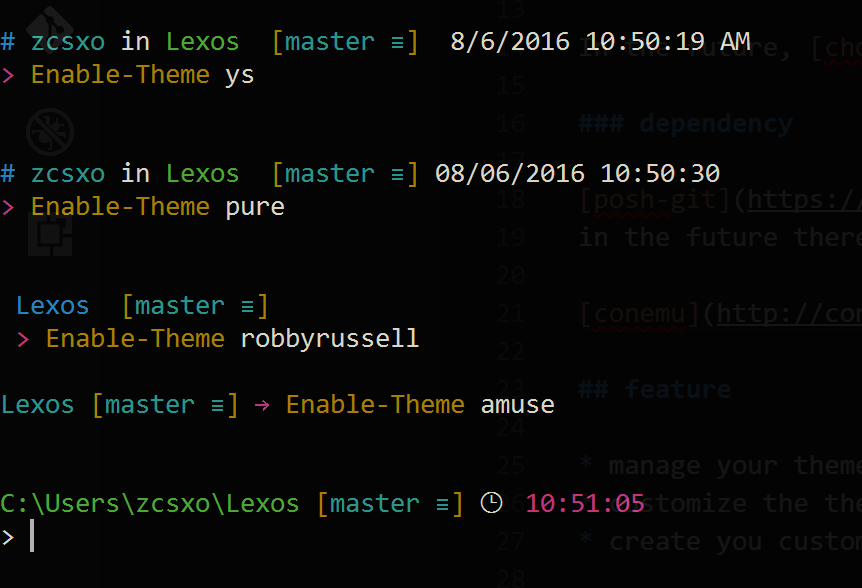 # zcsxo in Lexos [master ≡] 8/6/2016 10:50:19 AM
> Enable-Theme ys
# zcsxo in Lexos [master ≡] 08/06/2016 10:50:30
> Enable-Theme pure
Lexos [master ≡]
> Enable-Theme robbyrussell
Lexos [master ≡] → Enable-Theme amuse
C:\Users\zcsxo\Lexos [master ≡] 🕒 10:51:05
>
13
in the future, [
15
16 ### dependency
18 [posh-git](https://
19 in the future there
20
21 [conemu](http://con
22
23 ## feature
24
25 * manage your theme
customize the the
27 * create you custom
28